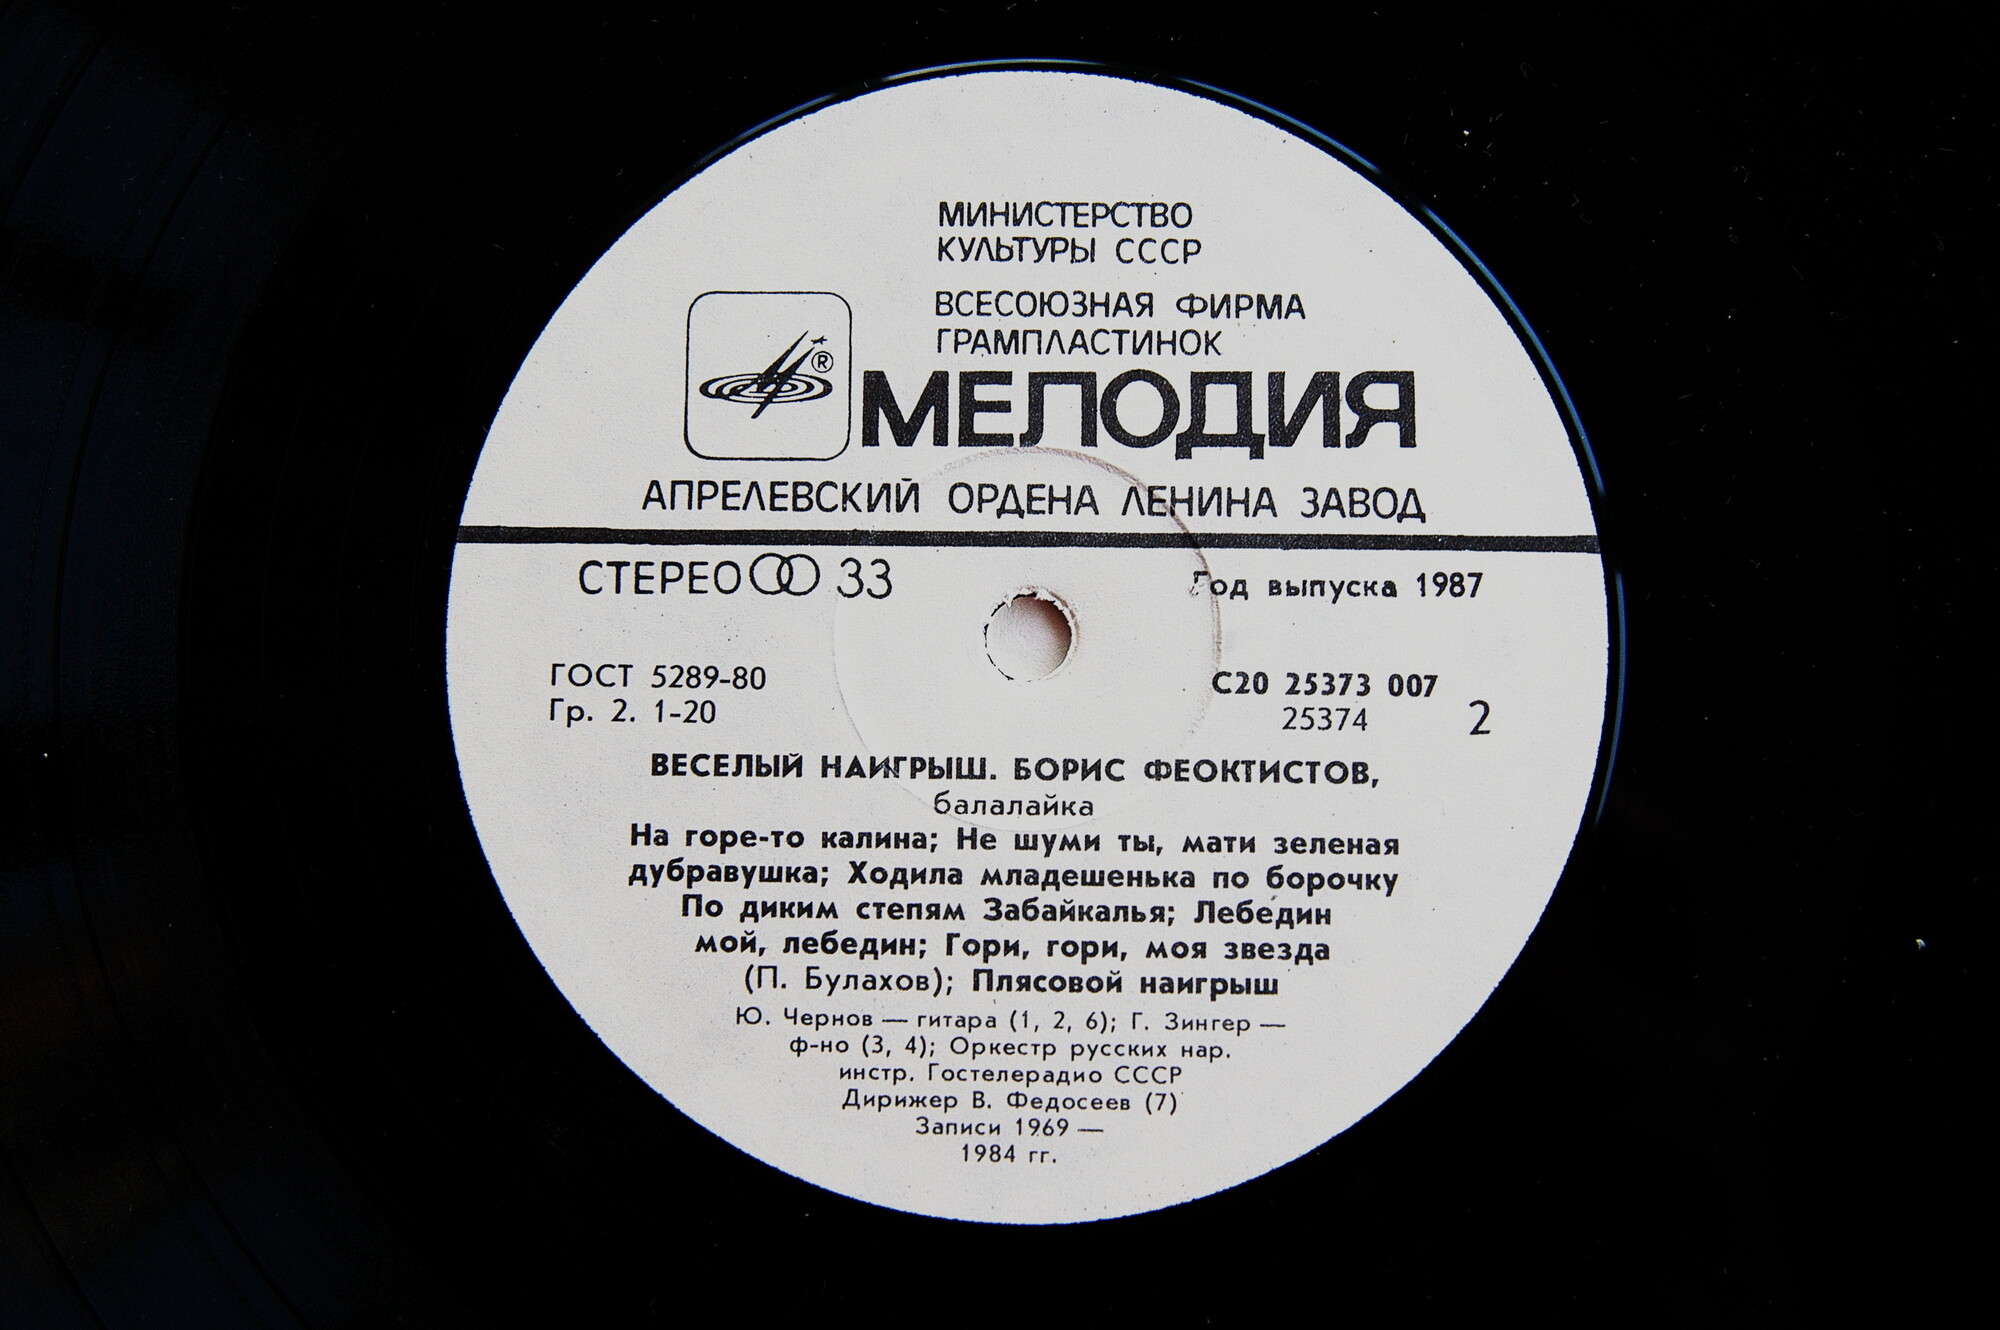 МИНИСТЕРСТВО
КУЛЬТУРЫ СССР
ВСЕСОЮЗНАЯ ФИРМА
ГРАМПЛАСТИНОК
®
МЕЛОДИЯ
АПРЕЛЕВСКИЙ ОРДЕНА ЛЕНИНА ЗАВОД
СТЕРЕО 33
Год выпуска 1987
ГОСТ 5289-80
Гр. 2. 1-20
С20 25373 007
25374
2
ВЕСЕЛЫЙ НАИГРЫШ. БОРИС ФЕОКТИСТОВ,
балалайка
На горе-то калина; Не шуми ты, мати зеленая
дубравушка; Ходила младешенька по борочку
По диким степям Забайкалья; Лебедин
мой, лебедин; Гори, гори, моя звезда
(П. Булахов); Плясовой наигрыш
Ю. Чернов — гитара (1, 2, 6); Г. Зингер —
ф-но (3, 4); Оркестр русских нар.
инстр. Гостелерадио СССР
Дирижер В. Федосеев (7)
Записи 1969 —
1984 гг.